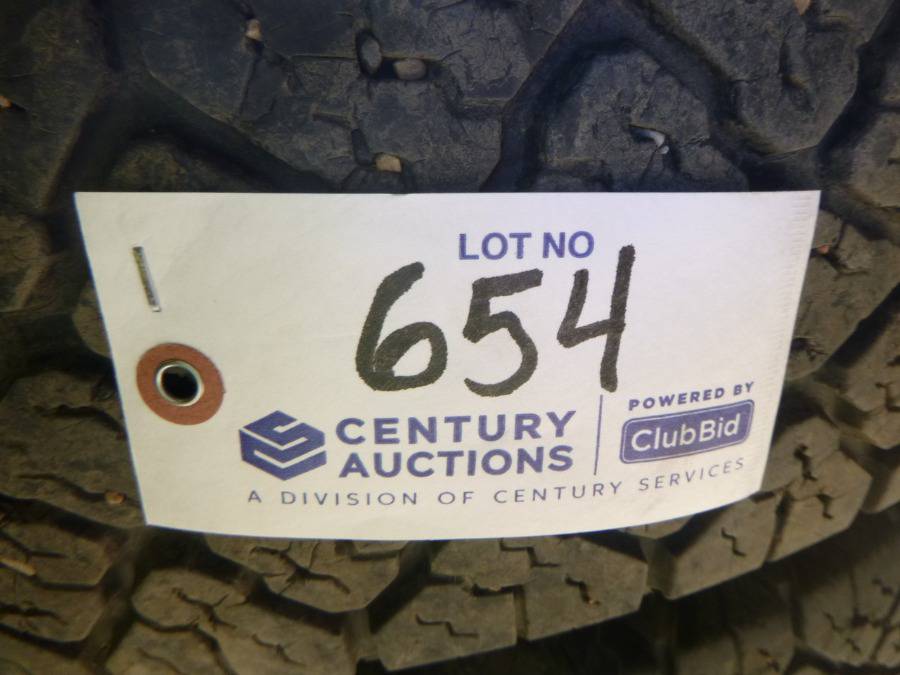 LOT NO
654
CENTURY
AUCTIONS
POWERED BY
ClubBid
A DIVISION OF CENTURY SERVICES